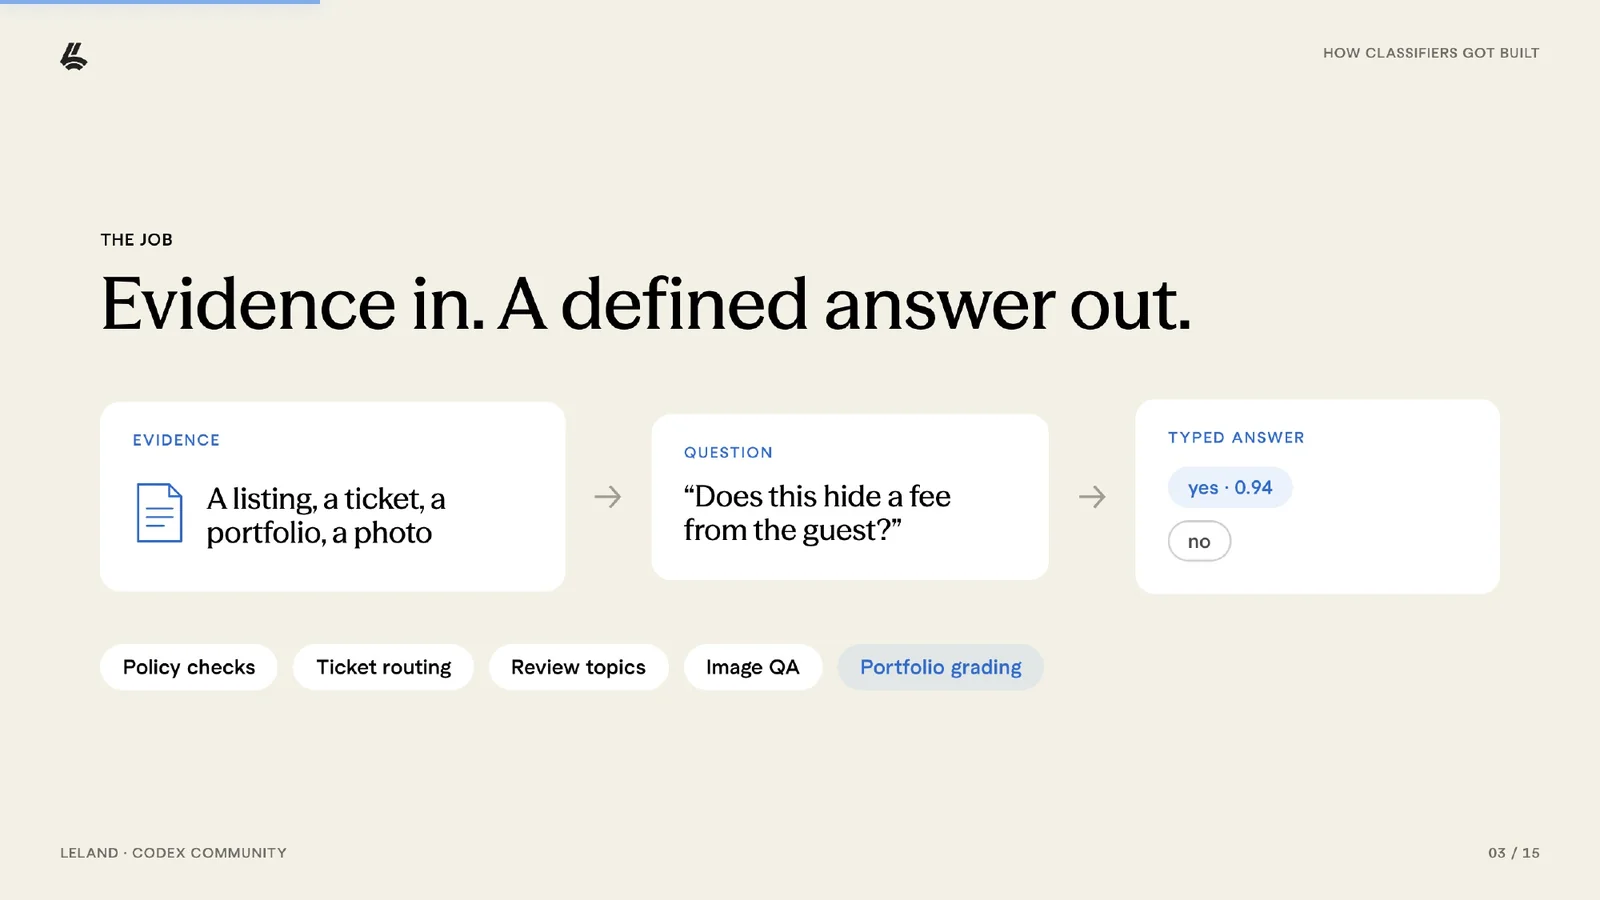 HOW CLASSIFIERS GOT BUILT
THE JOB
Evidence in. A defined answer out.
EVIDENCE
A listing, a ticket, a
portfolio, a photo
QUESTION
“Does this hide a fee
from the guest?”
TYPED ANSWER
yes · 0.94
no
Policy checks
Ticket routing
Review topics
Image QA
Portfolio grading
LELAND · CODEX COMMUNITY
03 / 15